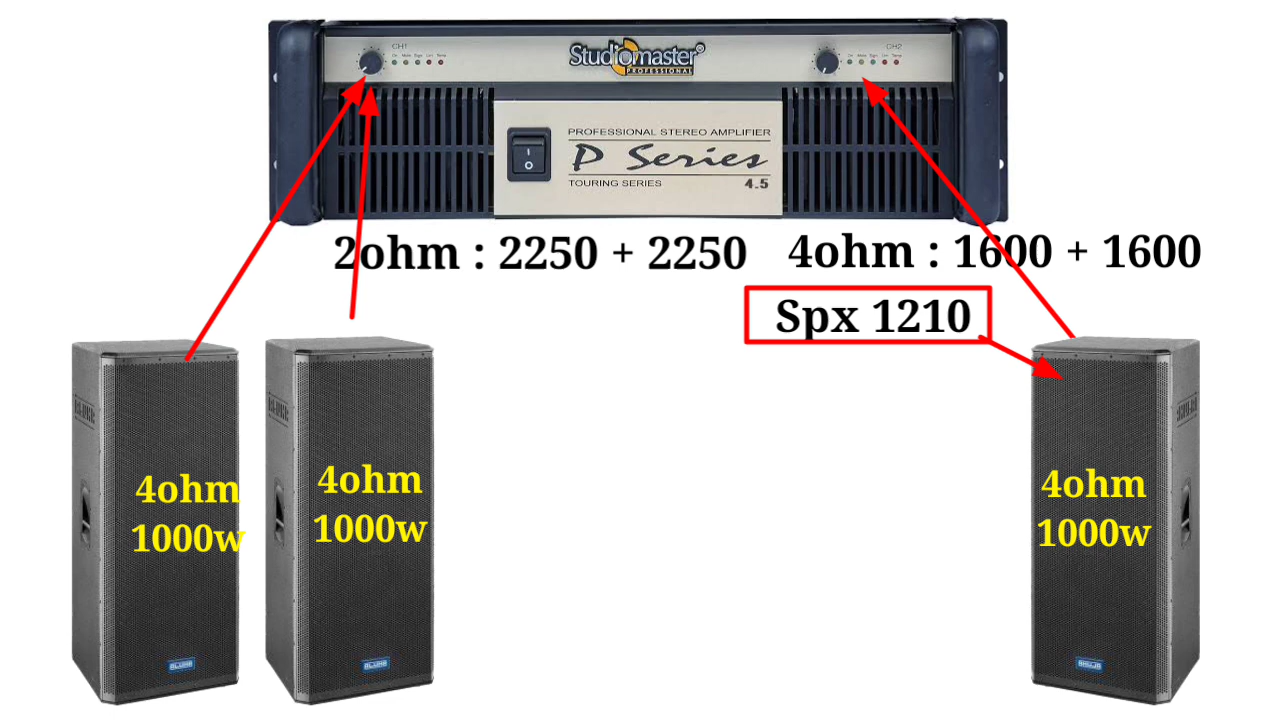 CH1
CH2
Studiomaster®
PROFESSIONAL
PROFESSIONAL STEREO AMPLIFIER
P Series
TOURING SERIES 4.5
I
O
2ohm : 2250 + 2250
4ohm : 1600 + 1600
Spx 1210
4ohm
1000w
4ohm
1000w
4ohm
1000w